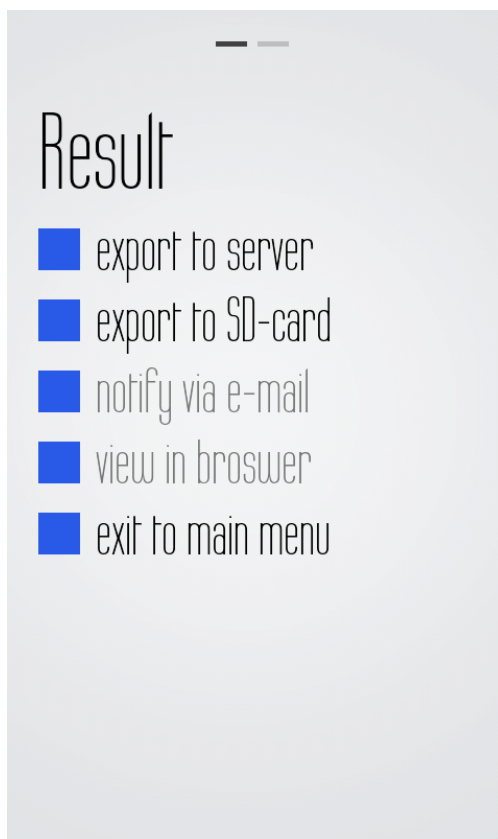 Result
export to server
export to SD-card
notify via e-mail
view in broswer
exit to main menu